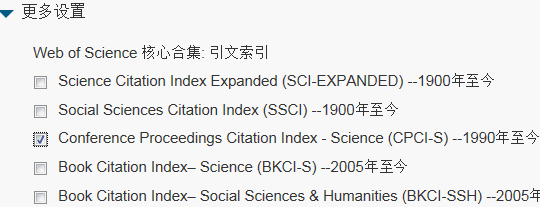 更多设置
Web of Science 核心合集: 引文索引
Science Citation Index Expanded (SCI-EXPANDED) --1900年至今
Social Sciences Citation Index (SSCI) --1900年至今
Conference Proceedings Citation Index - Science (CPCI-S) --1990年至今
Book Citation Index– Science (BKCI-S) --2005年至今
Book Citation Index– Social Sciences & Humanities (BKCI-SSH) --2005年